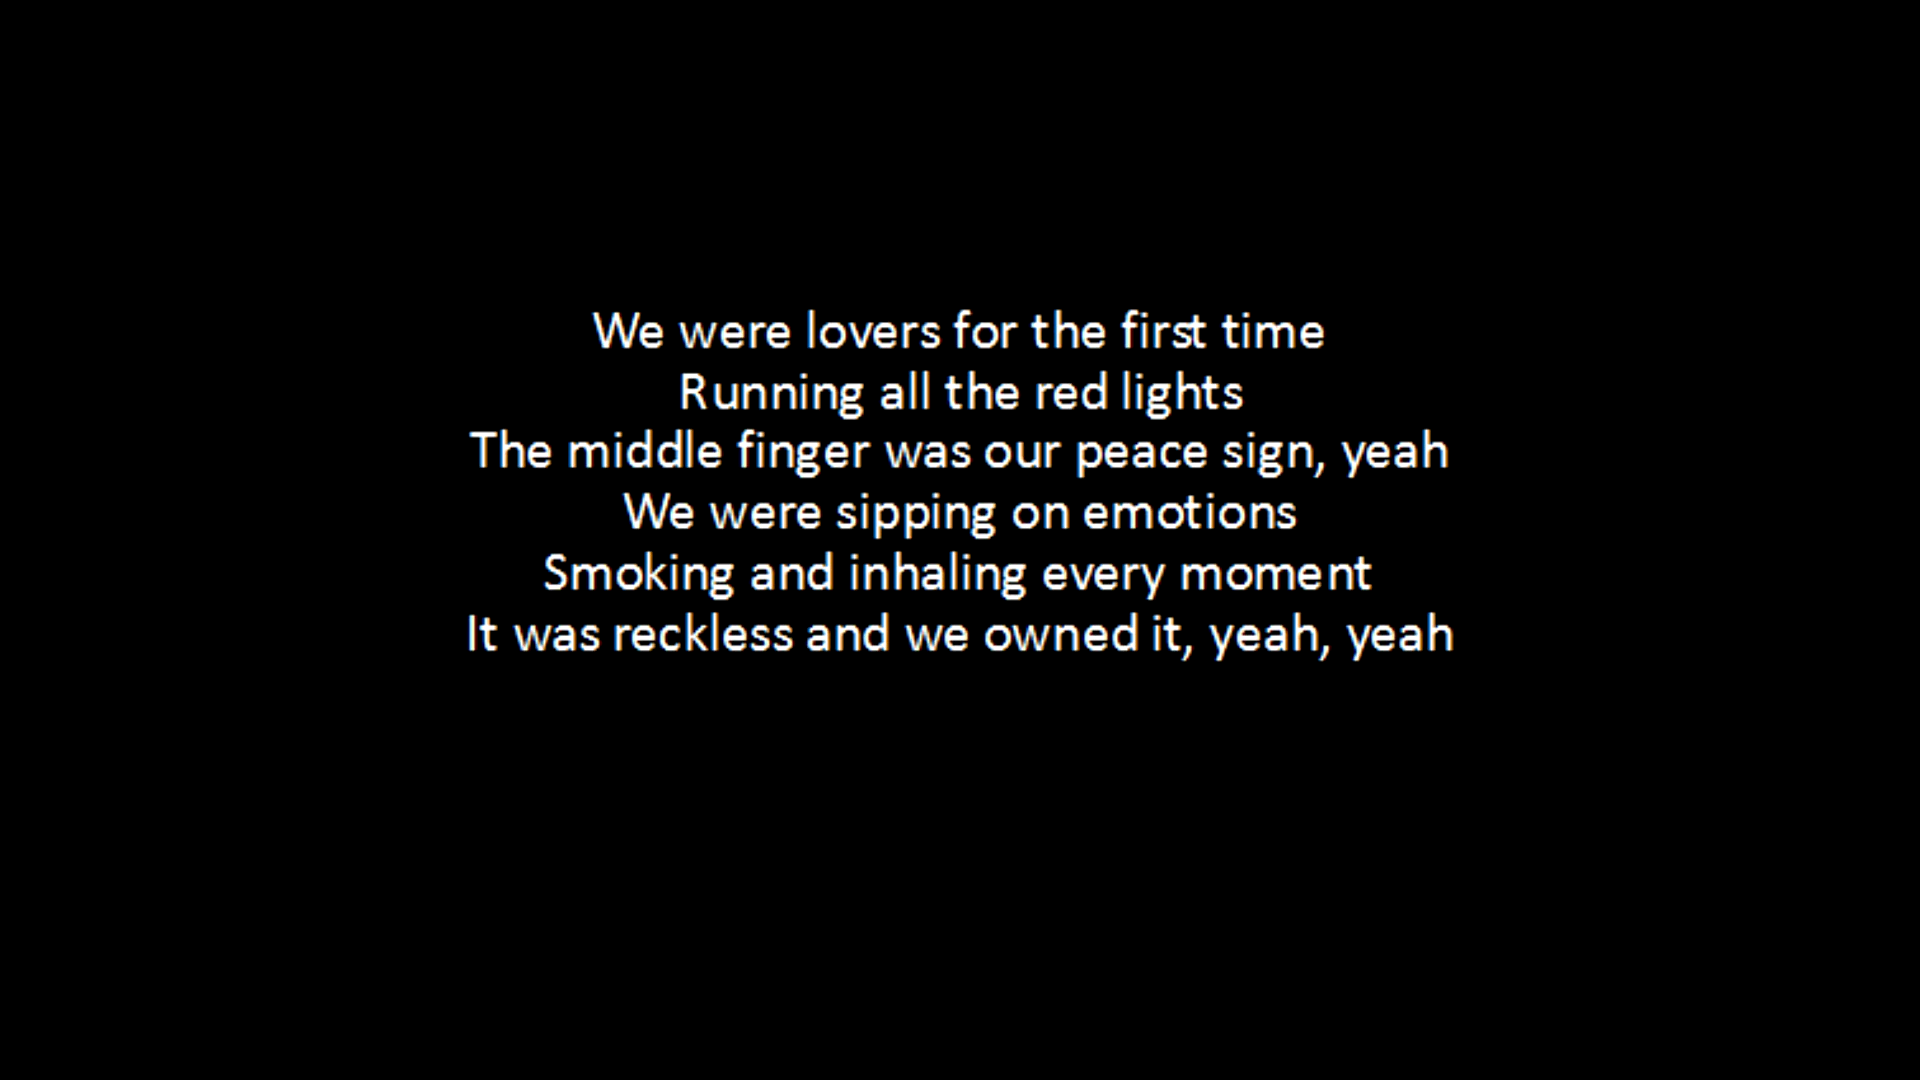 We were lovers for the first time
Running all the red lights
The middle finger was our peace sign, yeah
We were sipping on emotions
Smoking and inhaling every moment
It was reckless and we owned it, yeah, yeah